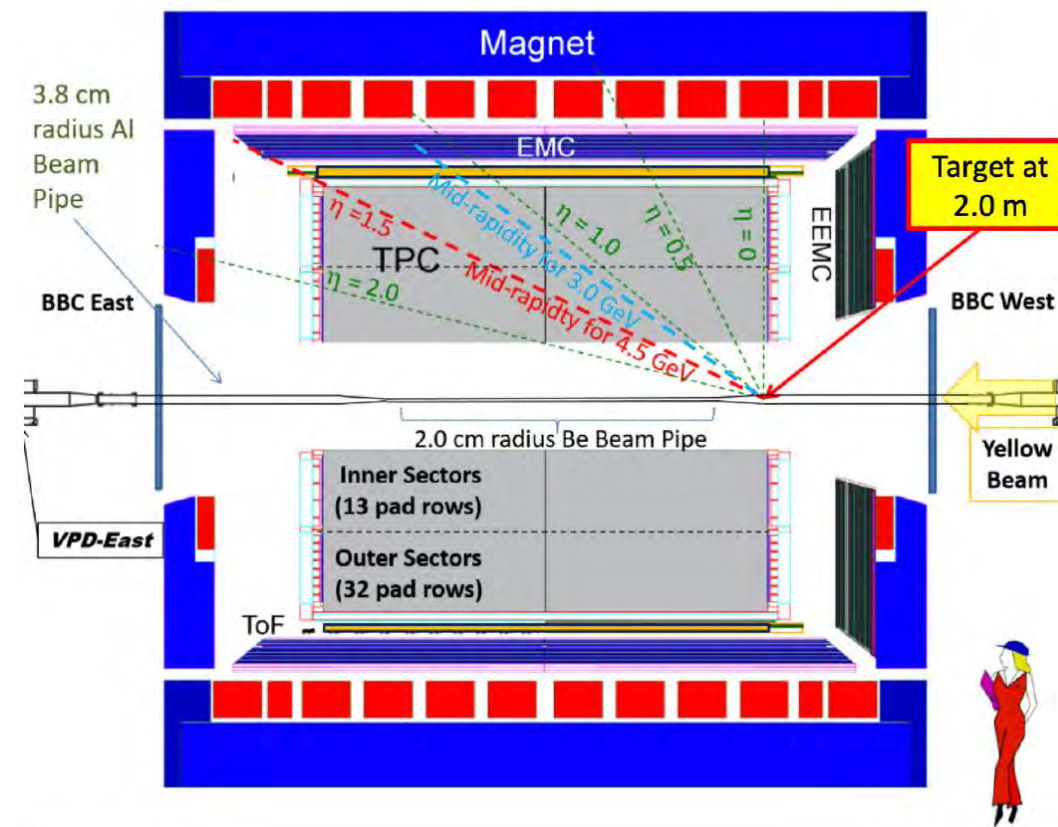 Magnet
3.8 cm
radius Al
Beam
Pipe
EMC
Target at
2.0 m
Mid-rapidity for 3.0 GeV
η =1.5
η =1.0
η =0.5
η =0
EEMC
TPC
Mid-rapidty for 4.5 GeV
η =2.0
BBC East
BBC West
2.0 cm radius Be Beam Pipe
Yellow
Beam
Inner Sectors
(13 pad rows)
VPD-East
Outer Sectors
(32 pad rows)
ToF